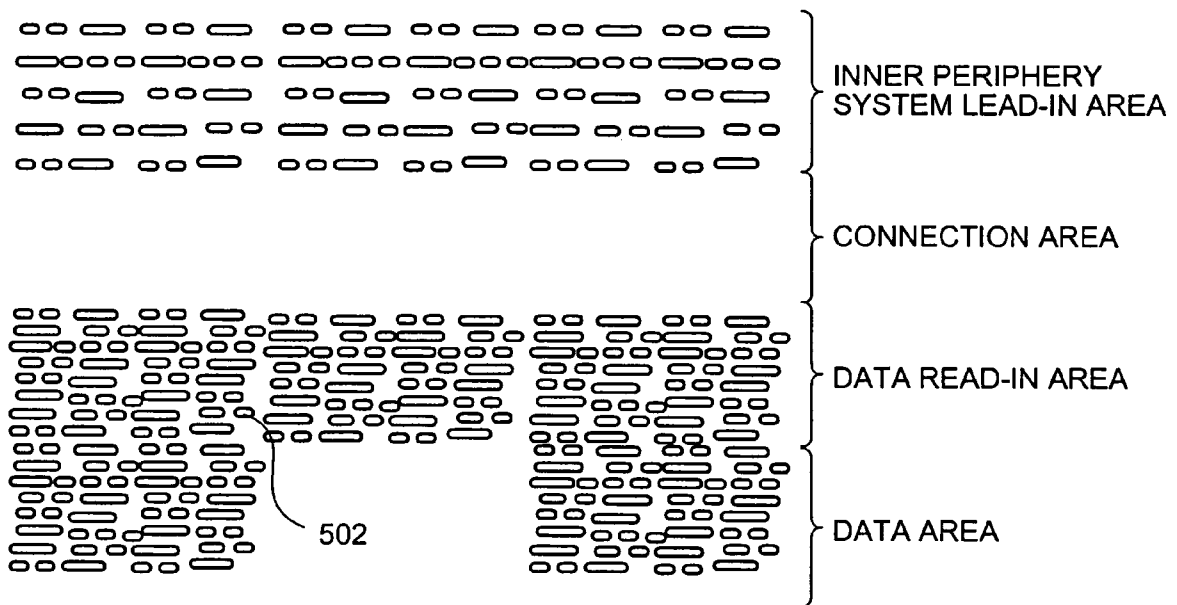 INNER PERIPHERY
SYSTEM LEAD-IN AREA
CONNECTION AREA
DATA READ-IN AREA
502
DATA AREA